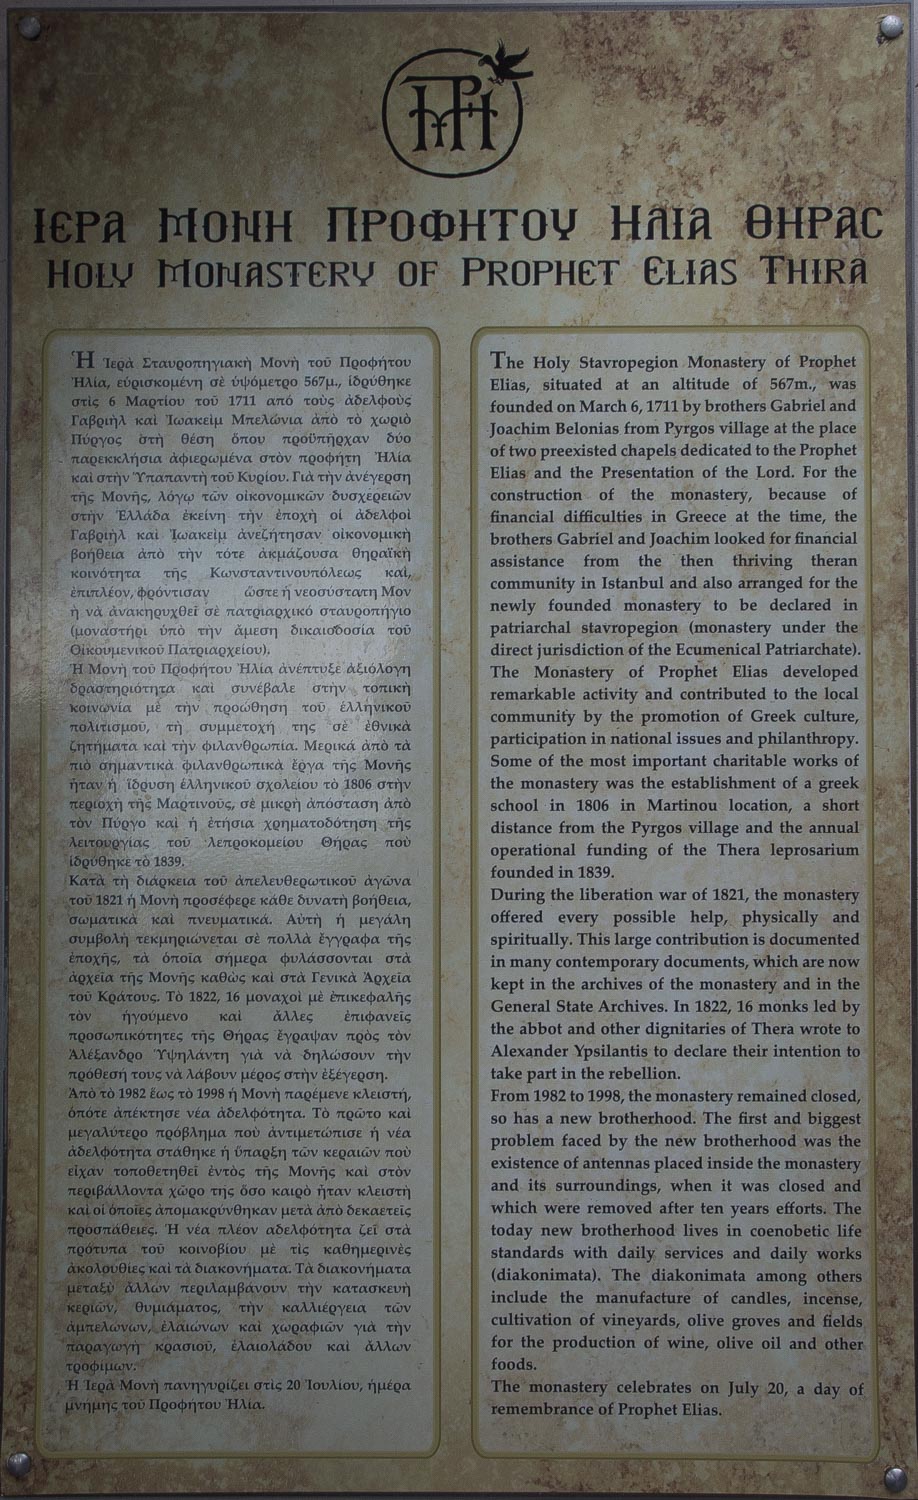 ΙΕΡΑ ΜΟΝΗ ΠΡΟΦΗΤΟΥ ΗΛΙΑ ΘΗΡΑΣ
HOLY MONASTERY OF PROPHET ELIAS THIRA
Ἡ Ἱερὰ Σταυροπηγιακὴ Μονὴ τοῦ Προφήτου
Ἠλία, εὑρισκομένη σὲ ὑψόμετρο 567μ., ἱδρύθηκε
στὶς 6 Μαρτίου τοῦ 1711 ἀπὸ τοὺς ἀδελφοὺς
Γαβριὴλ καὶ Ἰωακεὶμ Μπελώνια ἀπὸ τὸ χωριὸ
Πύργος στὴ θέση ὅπου προϋπῆρχαν δύο
παρεκκλήσια ἀφιερωμένα στὸν προφήτη Ἠλία
καὶ στὴν Ὑπαπαντὴ τοῦ Κυρίου. Γιὰ τὴν ἀνέγερση
τῆς Μονῆς, λόγῳ τῶν οἰκονομικῶν δυσχερειῶν
στὴν Ἑλλάδα ἐκείνη τὴν ἐποχὴ οἱ ἀδελφοὶ
Γαβριὴλ καὶ Ἰωακεὶμ ἀνεζήτησαν οἰκονομικὴ
βοήθεια ἀπὸ τὴν τότε ἀκμάζουσα θηραϊκὴ
κοινότητα τῆς Κωνσταντινουπόλεως καί,
ἐπιπλέον, φρόντισαν ὥστε ἡ νεοσύστατη Μον
ὴ νὰ ἀνακηρυχθεῖ σὲ πατριαρχικό σταυροπήγιο
(μοναστήρι ὑπὸ τὴν ἄμεση δικαιοδοσία τοῦ
Οἰκουμενικοῦ Πατριαρχείου).
Ἡ Μονὴ τοῦ Προφήτου Ἠλία ἀνέπτυξε ἀξιόλογη
δραστηριότητα καὶ συνέβαλε στὴν τοπικὴ
κοινωνία μὲ τὴν προώθηση τοῦ ἑλληνικοῦ
πολιτισμοῦ, τὴ συμμετοχή της σὲ ἐθνικὰ
ζητήματα καὶ τὴν φιλανθρωπία. Μερικὰ ἀπὸ τὰ
πιὸ σημαντικὰ φιλανθρωπικὰ ἔργα τῆς Μονῆς
ἦταν ἡ ἵδρυση ἑλληνικοῦ σχολείου τὸ 1806 στὴν
περιοχὴ τῆς Μαρτινοῦς, σὲ μικρὴ ἀπόσταση ἀπὸ
τὸν Πύργο καὶ ἡ ἐτήσια χρηματοδότηση τῆς
λειτουργίας τοῦ λεπροκομείου Θήρας ποὺ
ἱδρύθηκε τὸ 1839.
Κατὰ τὴ διάρκεια τοῦ ἀπελευθερωτικοῦ ἀγῶνα
τοῦ 1821 ἡ Μονὴ προσέφερε κάθε δυνατὴ βοήθεια,
σωματικὰ καὶ πνευματικά. Αὐτὴ ἡ μεγάλη
συμβολὴ τεκμηριώνεται σὲ πολλὰ ἔγγραφα τῆς
ἐποχῆς, τὰ ὁποῖα σήμερα φυλάσσονται στὰ
ἀρχεῖα τῆς Μονῆς καθὼς καὶ στὰ Γενικὰ Ἀρχεῖα
τοῦ Κράτους. Τὸ 1822, 16 μοναχοὶ μὲ ἐπικεφαλῆς
τὸν ἡγούμενο καὶ ἄλλες ἐπιφανεῖς
προσωπικότητες τῆς Θήρας ἔγραψαν πρὸς τὸν
Ἀλέξανδρο Ὑψηλάντη γιὰ νὰ δηλώσουν τὴν
πρόθεσή τους νὰ λάβουν μέρος στὴν ἐξέγερση.
Ἀπὸ τὸ 1982 ἕως τὸ 1998 ἡ Μονὴ παρέμενε κλειστή,
ὁπότε ἀπέκτησε νέα ἀδελφότητα. Τὸ πρῶτο καὶ
μεγαλύτερο πρόβλημα ποὺ ἀντιμετώπισε ἡ νέα
ἀδελφότητα στάθηκε ἡ ὕπαρξη τῶν κεραιῶν ποὺ
εἶχαν τοποθετηθεῖ ἐντὸς τῆς Μονῆς καὶ στὸν
περιβάλλοντα χῶρο της ὅσο καιρὸ ἦταν κλειστὴ
καὶ οἱ ὁποῖες ἀπομακρύνθηκαν μετὰ ἀπὸ δεκαετεῖς
προσπάθειες. Ἡ νέα πλέον αδελφότητα ζεῖ στὰ
πρότυπα τοῦ κοινοβίου μὲ τὶς καθημερινὲς
ἀκολουθίες καὶ τὰ διακονήματα. Τὰ διακονήματα
μεταξὺ ἄλλων περιλαμβάνουν τὴν κατασκευὴ
κεριῶν, θυμιάματος, τὴν καλλιέργεια τῶν
ἀμπελώνων, ἐλαιώνων καὶ χωραφιῶν γιὰ τὴν
παραγωγὴ κρασιοῦ, ἐλαιολάδου καὶ ἄλλων
τροφίμων.
Ἡ Ἱερὰ Μονὴ πανηγυρίζει στὶς 20 Ἰουλίου, ἡμέρα
μνήμης τοῦ Προφήτου Ἠλία.
The Holy Stavropegion Monastery of Prophet
Elias, situated at an altitude of 567m., was
founded on March 6, 1711 by brothers Gabriel and
Joachim Belonias from Pyrgos village at the place
of two preexisted chapels dedicated to the Prophet
Elias and the Presentation of the Lord. For the
construction of the monastery, because of
financial difficulties in Greece at the time, the
brothers Gabriel and Joachim looked for financial
assistance from the then thriving theran
community in Istanbul and also arranged for the
newly founded monastery to be declared in
patriarchal stavropegion (monastery under the
direct jurisdiction of the Ecumenical Patriarchate).
The Monastery of Prophet Elias developed
remarkable activity and contributed to the local
community by the promotion of Greek culture,
participation in national issues and philanthropy.
Some of the most important charitable works of
the monastery was the establishment of a greek
school in 1806 in Martinou location, a short
distance from the Pyrgos village and the annual
operational funding of the Thera leprosarium
founded in 1839.
During the liberation war of 1821, the monastery
offered every possible help, physically and
spiritually. This large contribution is documented
in many contemporary documents, which are now
kept in the archives of the monastery and in the
General State Archives. In 1822, 16 monks led by
the abbot and other dignitaries of Thera wrote to
Alexander Ypsilantis to declare their intention to
take part in the rebellion.
From 1982 to 1998, the monastery remained closed,
so has a new brotherhood. The first and biggest
problem faced by the new brotherhood was the
existence of antennas placed inside the monastery
and its surroundings, when it was closed and
which were removed after ten years efforts. The
today new brotherhood lives in coenobetic life
standards with daily services and daily works
(diakonimata). The diakonimata among others
include the manufacture of candles, incense,
cultivation of vineyards, olive groves and fields
for the production of wine, olive oil and other
foods.
The monastery celebrates on July 20, a day of
remembrance of Prophet Elias.